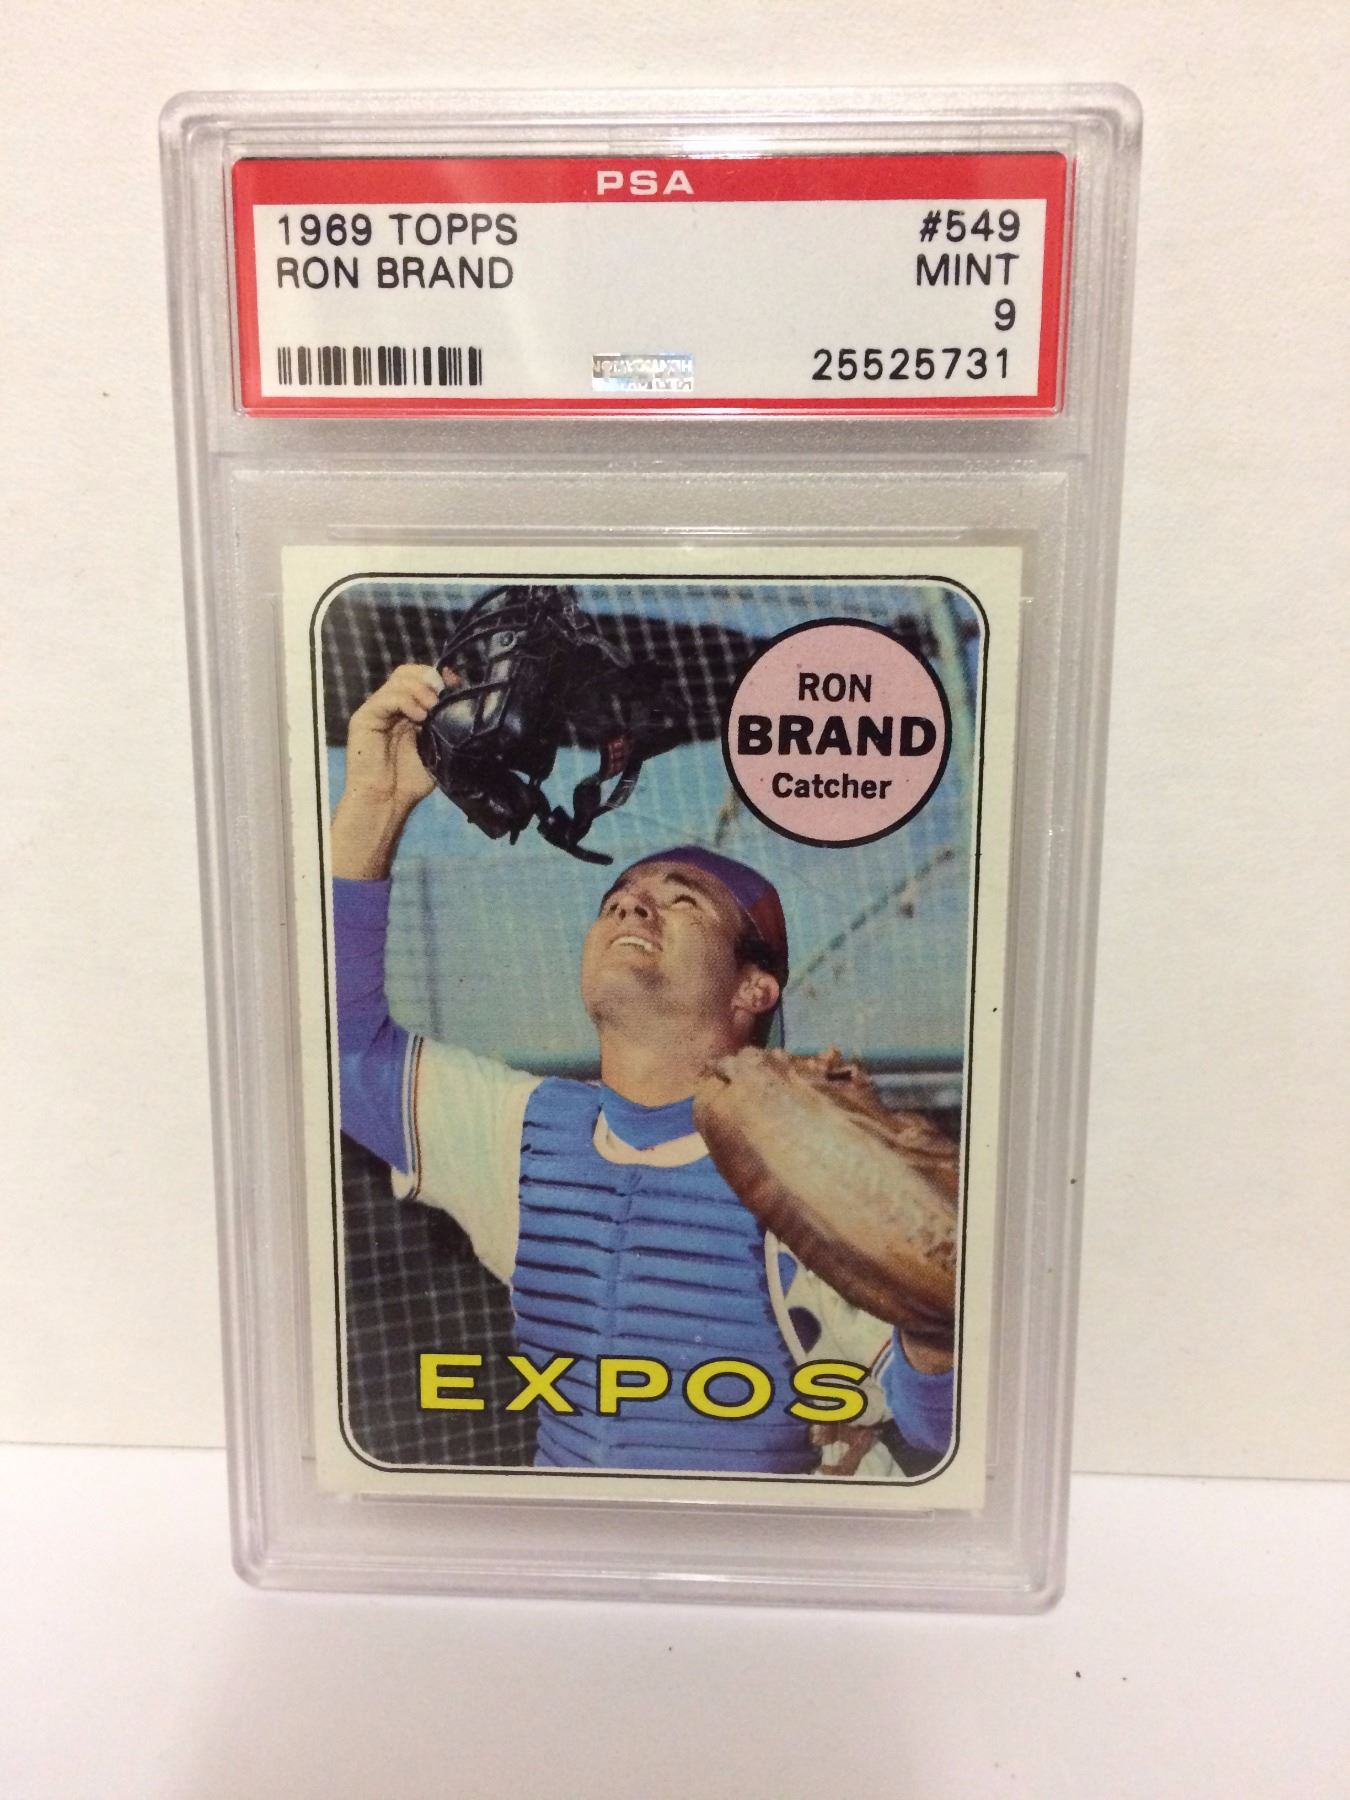 PSA
1969 TOPPS #549
RON BRAND MINT
9
25525731
RON
BRAND
Catcher
EXPOS